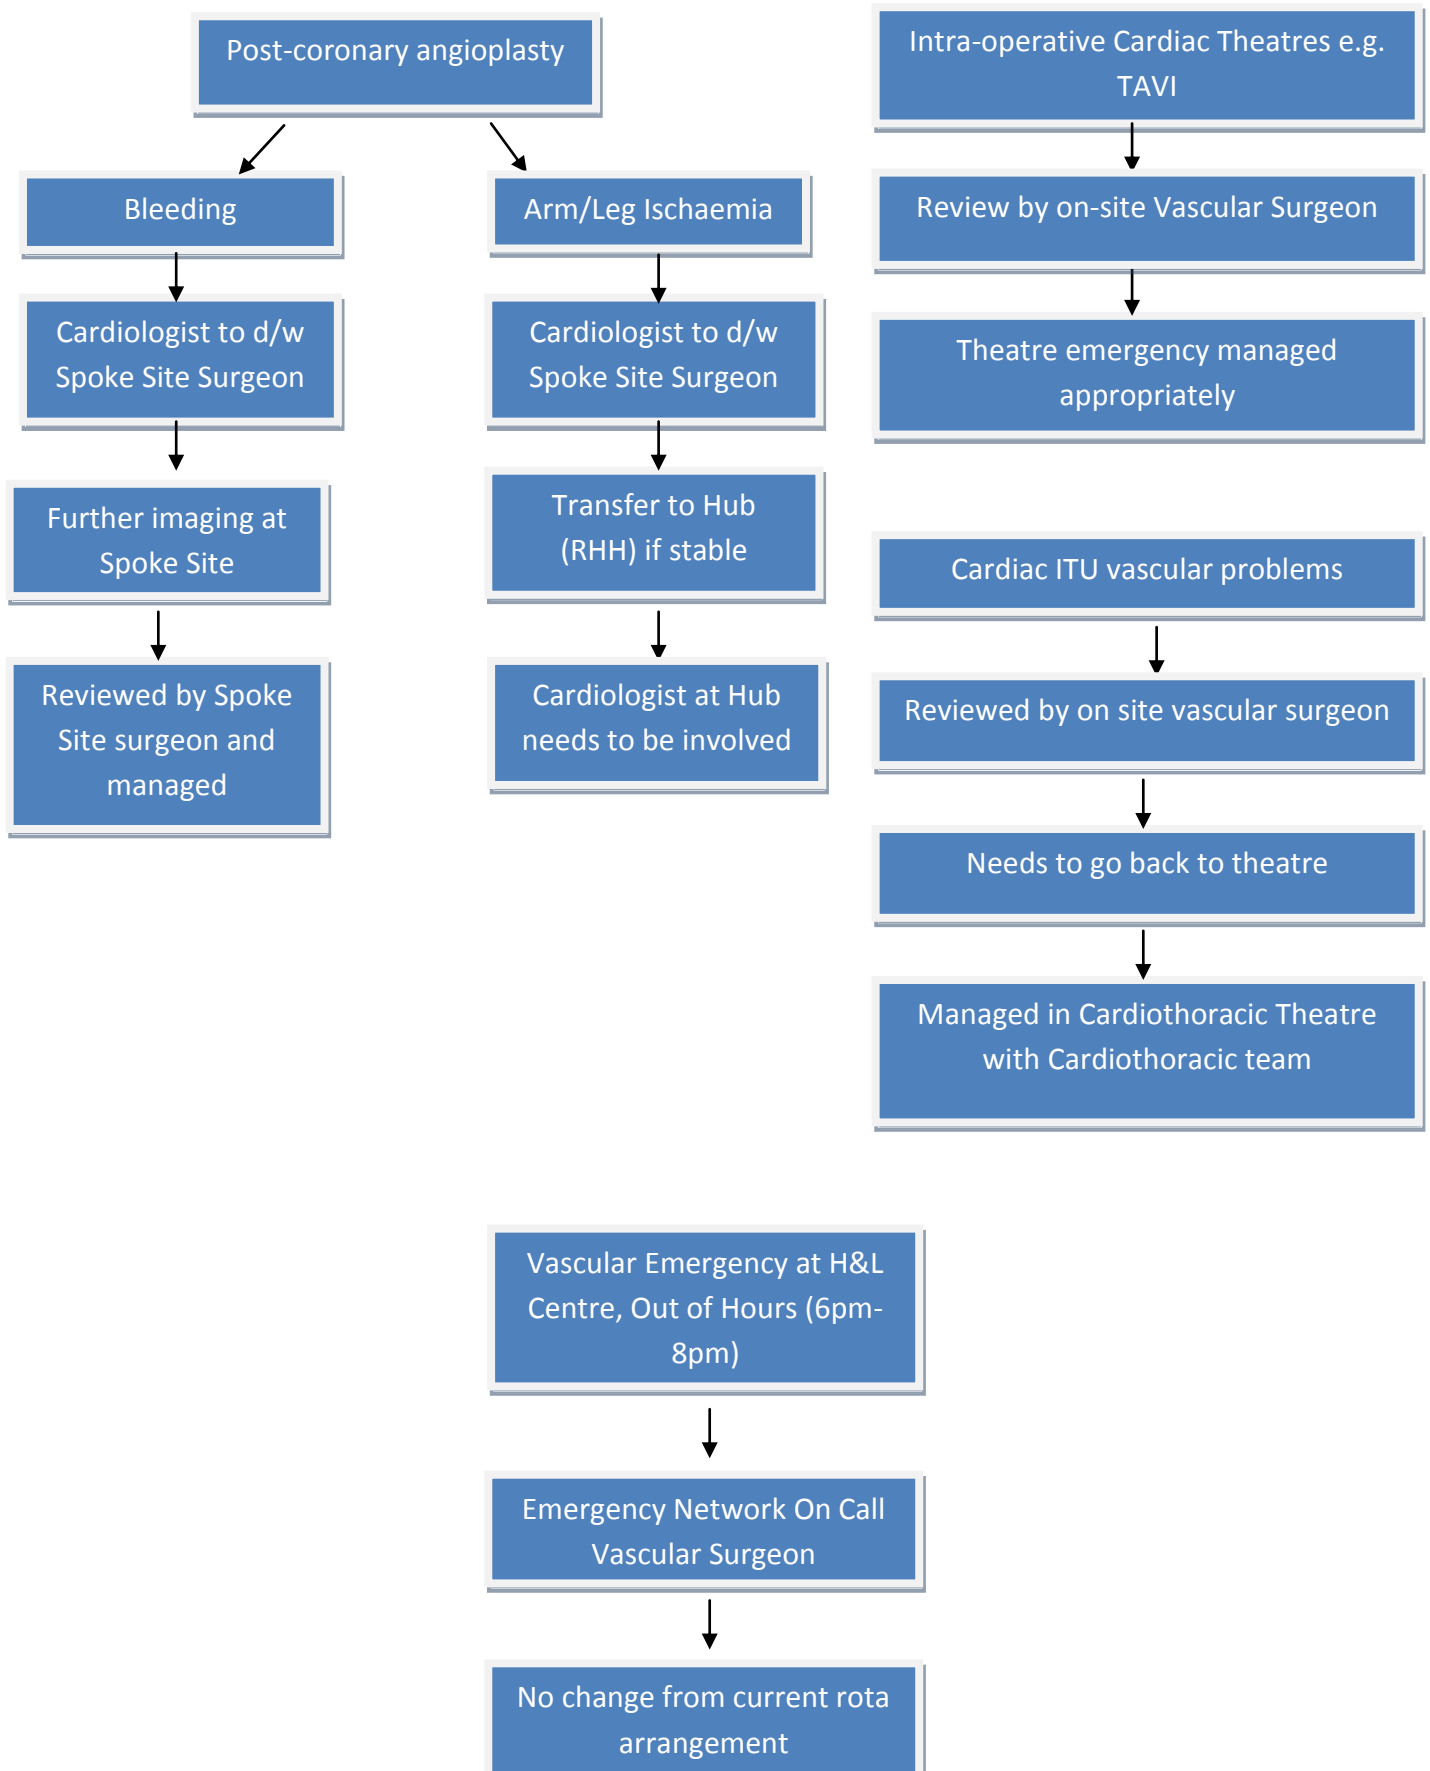 Post-coronary angioplasty
Bleeding
Cardiologist to d/w
Spoke Site Surgeon
Further imaging at
Spoke Site
Reviewed by Spoke
Site surgeon and
managed
Arm/Leg Ischaemia
Cardiologist to d/w
Spoke Site Surgeon
Transfer to Hub
(RHH) if stable
Cardiologist at Hub
needs to be involved
Intra-operative Cardiac Theatres e.g.
TAVI
Review by on-site Vascular Surgeon
Theatre emergency managed
appropriately
Cardiac ITU vascular problems
Reviewed by on site vascular surgeon
Needs to go back to theatre
Managed in Cardiothoracic Theatre
with Cardiothoracic team
Vascular Emergency at H&L
Centre, Out of Hours (6pm-
8pm)
Emergency Network On Call
Vascular Surgeon
No change from current rota
arrangement